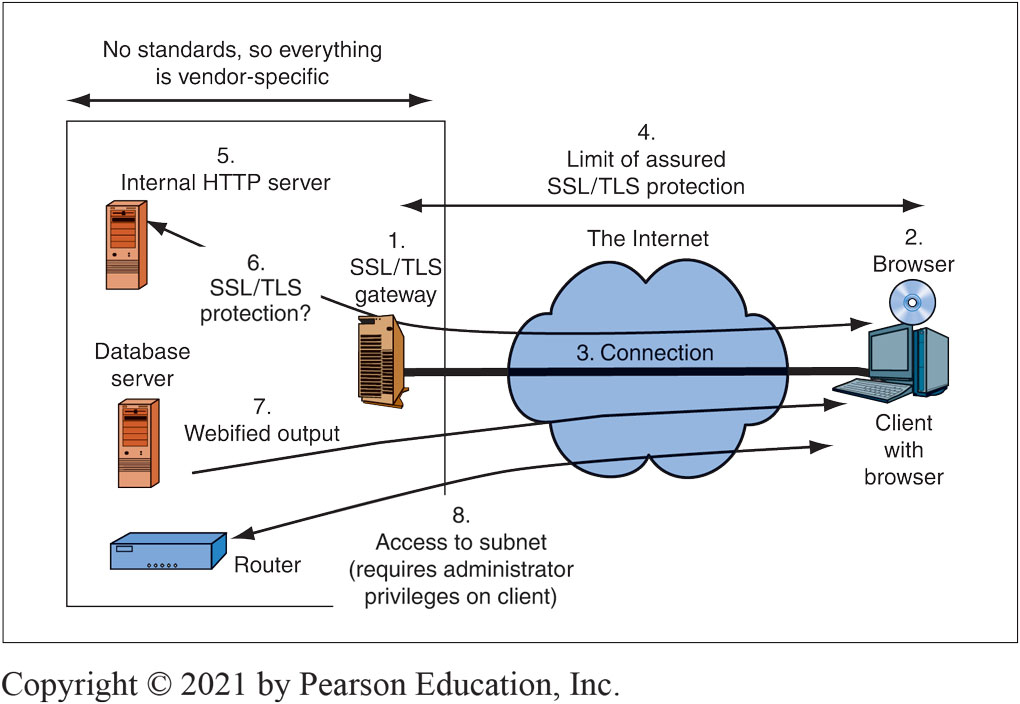 No standards, so everything
is vendor-specific
4.
Limit of assured
SSL/TLS protection
5.
Internal HTTP server
1.
SSL/TLS
gateway
The Internet
2.
Browser
6.
SSL/TLS
protection?
3. Connection
Database
server
7.
Webified output
Client
with
browser
8.
Access to subnet
(requires administrator
privileges on client)
Router
Copyright © 2021 by Pearson Education, Inc.